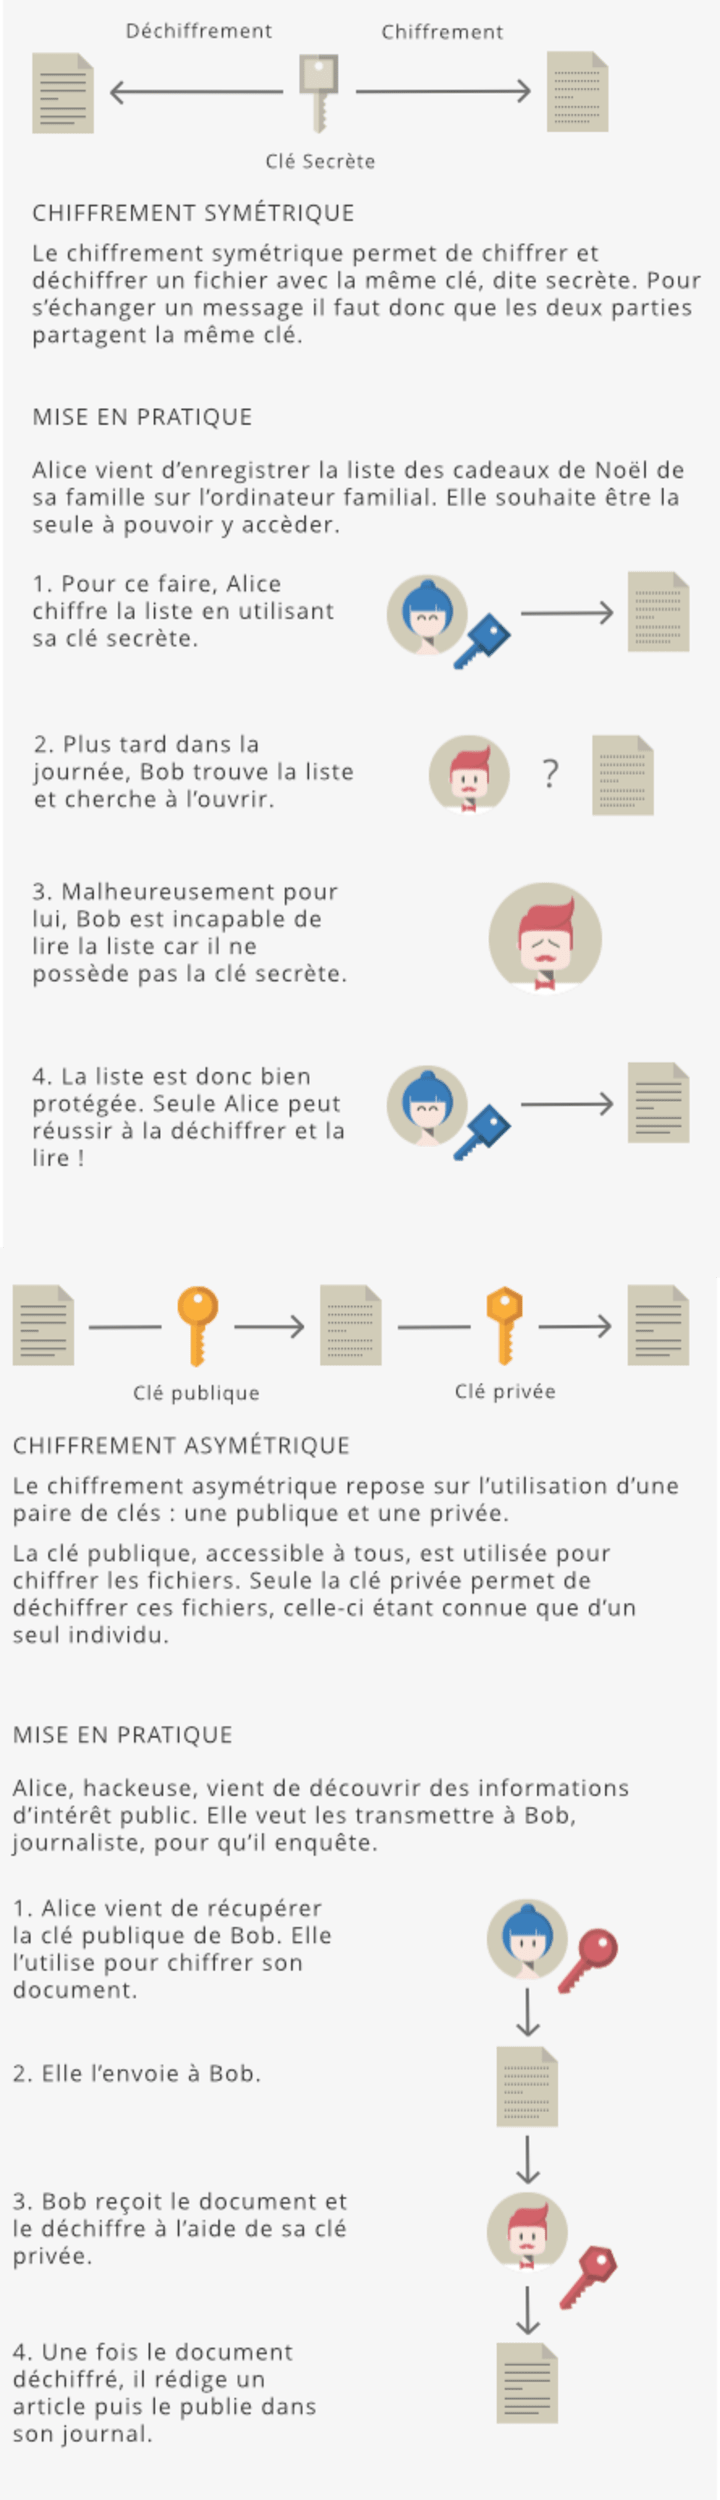 Déchiffrement
Chiffrement
Clé Secrète
CHIFFREMENT SYMÉTRIQUE
Le chiffrement symétrique permet de chiffrer et
déchiffrer un fichier avec la même clé, dite secrète. Pour
s’échanger un message il faut donc que les deux parties
partagent la même clé.
MISE EN PRATIQUE
Alice vient d’enregistrer la liste des cadeaux de Noël de
sa famille sur l’ordinateur familial. Elle souhaite être la
seule à pouvoir y accèder.
1. Pour ce faire, Alice
chiffre la liste en utilisant
sa clé secrète.
2. Plus tard dans la
journée, Bob trouve la liste
et cherche à l’ouvrir.
?
3. Malheureusement pour
lui, Bob est incapable de
lire la liste car il ne
possède pas la clé secrète.
4. La liste est donc bien
protégée. Seule Alice peut
réussir à la déchiffrer et la
lire !
Clé publique
Clé privée
CHIFFREMENT ASYMÉTRIQUE
Le chiffrement asymétrique repose sur l’utilisation d’une
paire de clés : une publique et une privée.
La clé publique, accessible à tous, est utilisée pour
chiffrer les fichiers. Seule la clé privée permet de
déchiffrer ces fichiers, celle-ci étant connue que d’un
seul individu.
MISE EN PRATIQUE
Alice, hackeuse, vient de découvrir des informations
d’intérêt public. Elle veut les transmettre à Bob,
journaliste, pour qu’il enquête.
1. Alice vient de récupérer
la clé publique de Bob. Elle
l’utilise pour chiffrer son
document.
2. Elle l’envoie à Bob.
3. Bob reçoit le document et
le déchiffre à l’aide de sa clé
privée.
4. Une fois le document
déchiffré, il rédige un
article puis le publie dans
son journal.